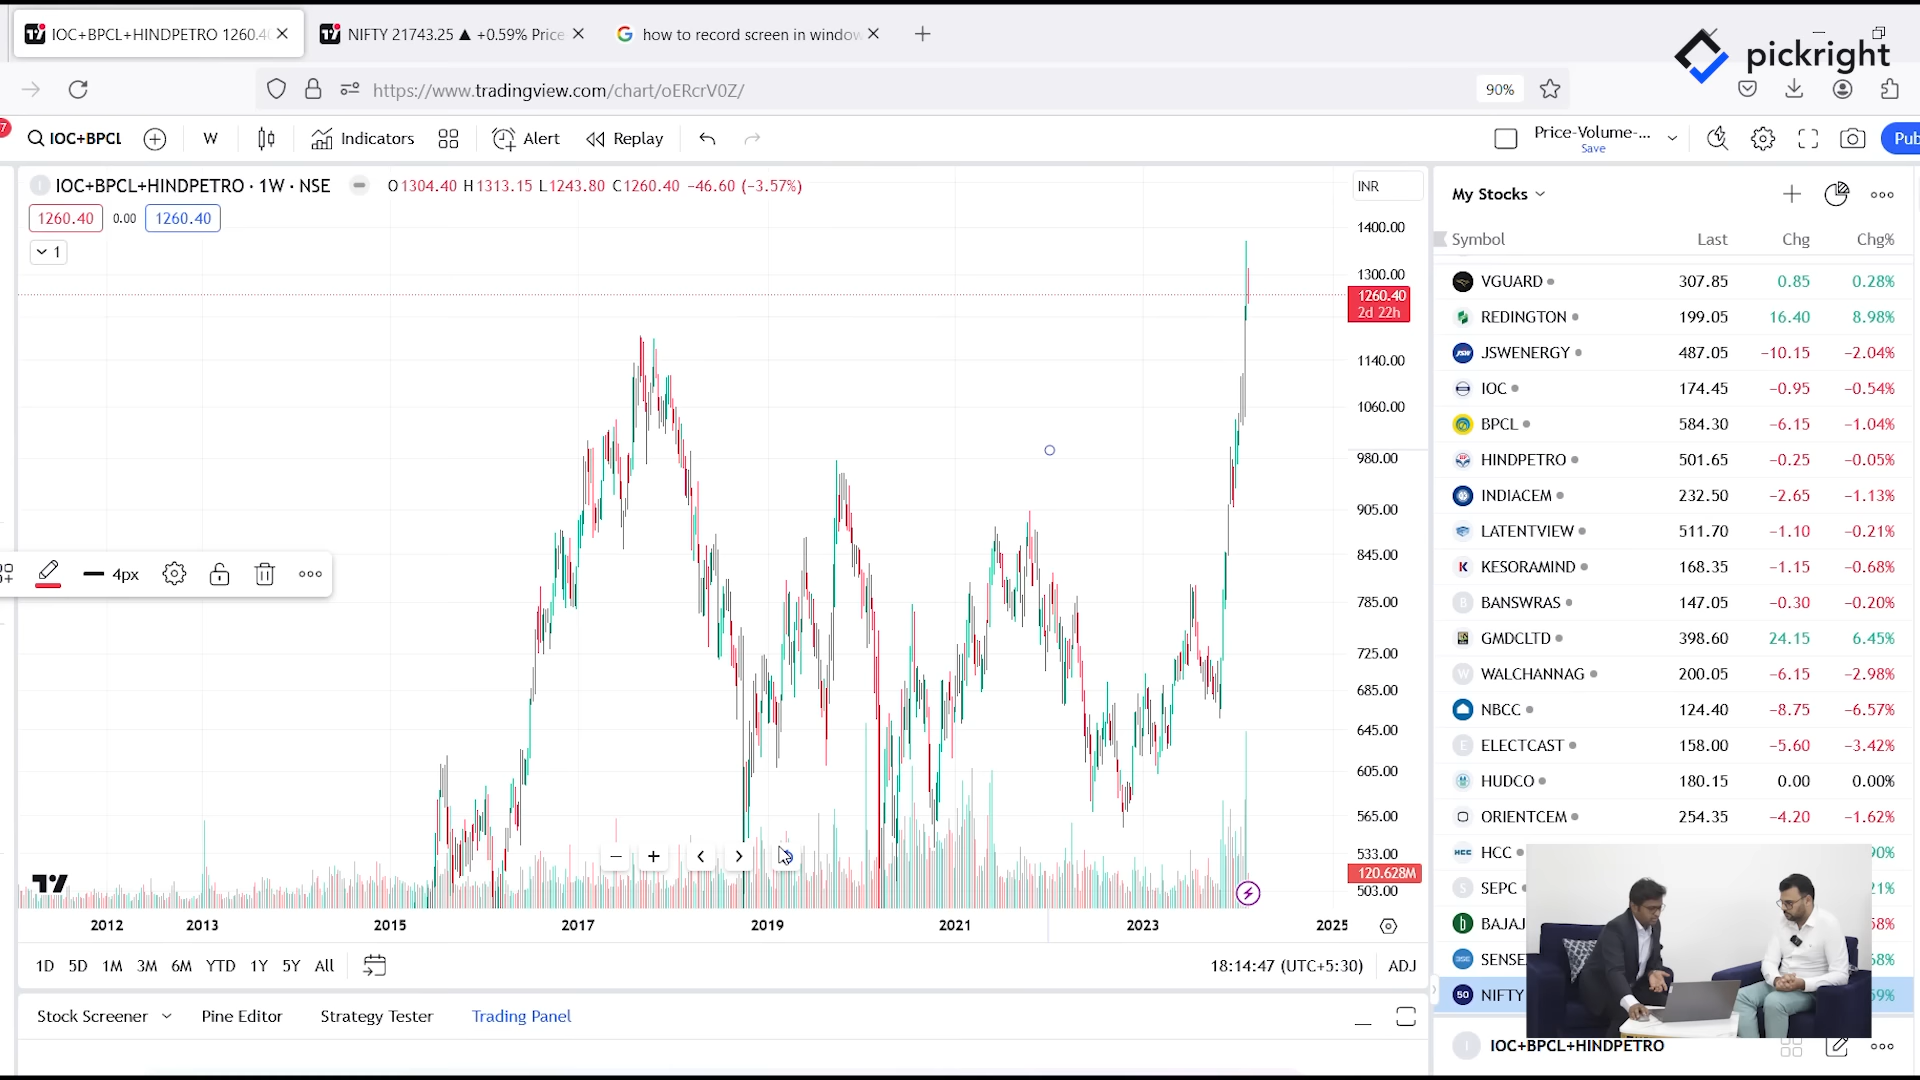 IOC+BPCL+HINDPETRO 1260.4
NIFTY 21743.25 ▲ +0.59% Price
how to record screen in window
pickright
https://www.tradingview.com/chart/oERcrV0Z/
90%
7
IOC+BPCL
W
Indicators
Alert
Replay
Price-Volume-...
Save
Pub
IOC+BPCL+HINDPETRO · 1W · NSE
O1304.40 H1313.15 L1243.80 C1260.40 −46.60 (−3.57%)
1260.40
0.00
1260.40
1
INR
1400.00
1300.00
1260.40
2d 22h
1140.00
1060.00
980.00
905.00
845.00
785.00
725.00
685.00
645.00
605.00
565.00
533.00
120.628M
503.00
4px
2012 2013 2015 2017 2019 2021 2023 2025
1D 5D 1M 3M 6M YTD 1Y 5Y All
18:14:47 (UTC+5:30) ADJ
Stock Screener Pine Editor Strategy Tester Trading Panel
My Stocks
Symbol Last Chg Chg%
VGUARD 307.85 0.85 0.28%
REDINGTON 199.05 16.40 8.98%
JSWENERGY 487.05 −10.15 −2.04%
IOC 174.45 −0.95 −0.54%
BPCL 584.30 −6.15 −1.04%
HINDPETRO 501.65 −0.25 −0.05%
INDIACEM 232.50 −2.65 −1.13%
LATENTVIEW 511.70 −1.10 −0.21%
KESORAMIND 168.35 −1.15 −0.68%
BANSWRAS 147.05 −0.30 −0.20%
GMDCLTD 398.60 24.15 6.45%
WALCHANNAG 200.05 −6.15 −2.98%
NBCC 124.40 −8.75 −6.57%
ELECTCAST 158.00 −5.60 −3.42%
HUDCO 180.15 0.00 0.00%
ORIENTCEM 254.35 −4.20 −1.62%
HCC 90%
SEPC 21%
BAJAJ 58%
SENSE 68%
NIFTY 59%
IOC+BPCL+HINDPETRO